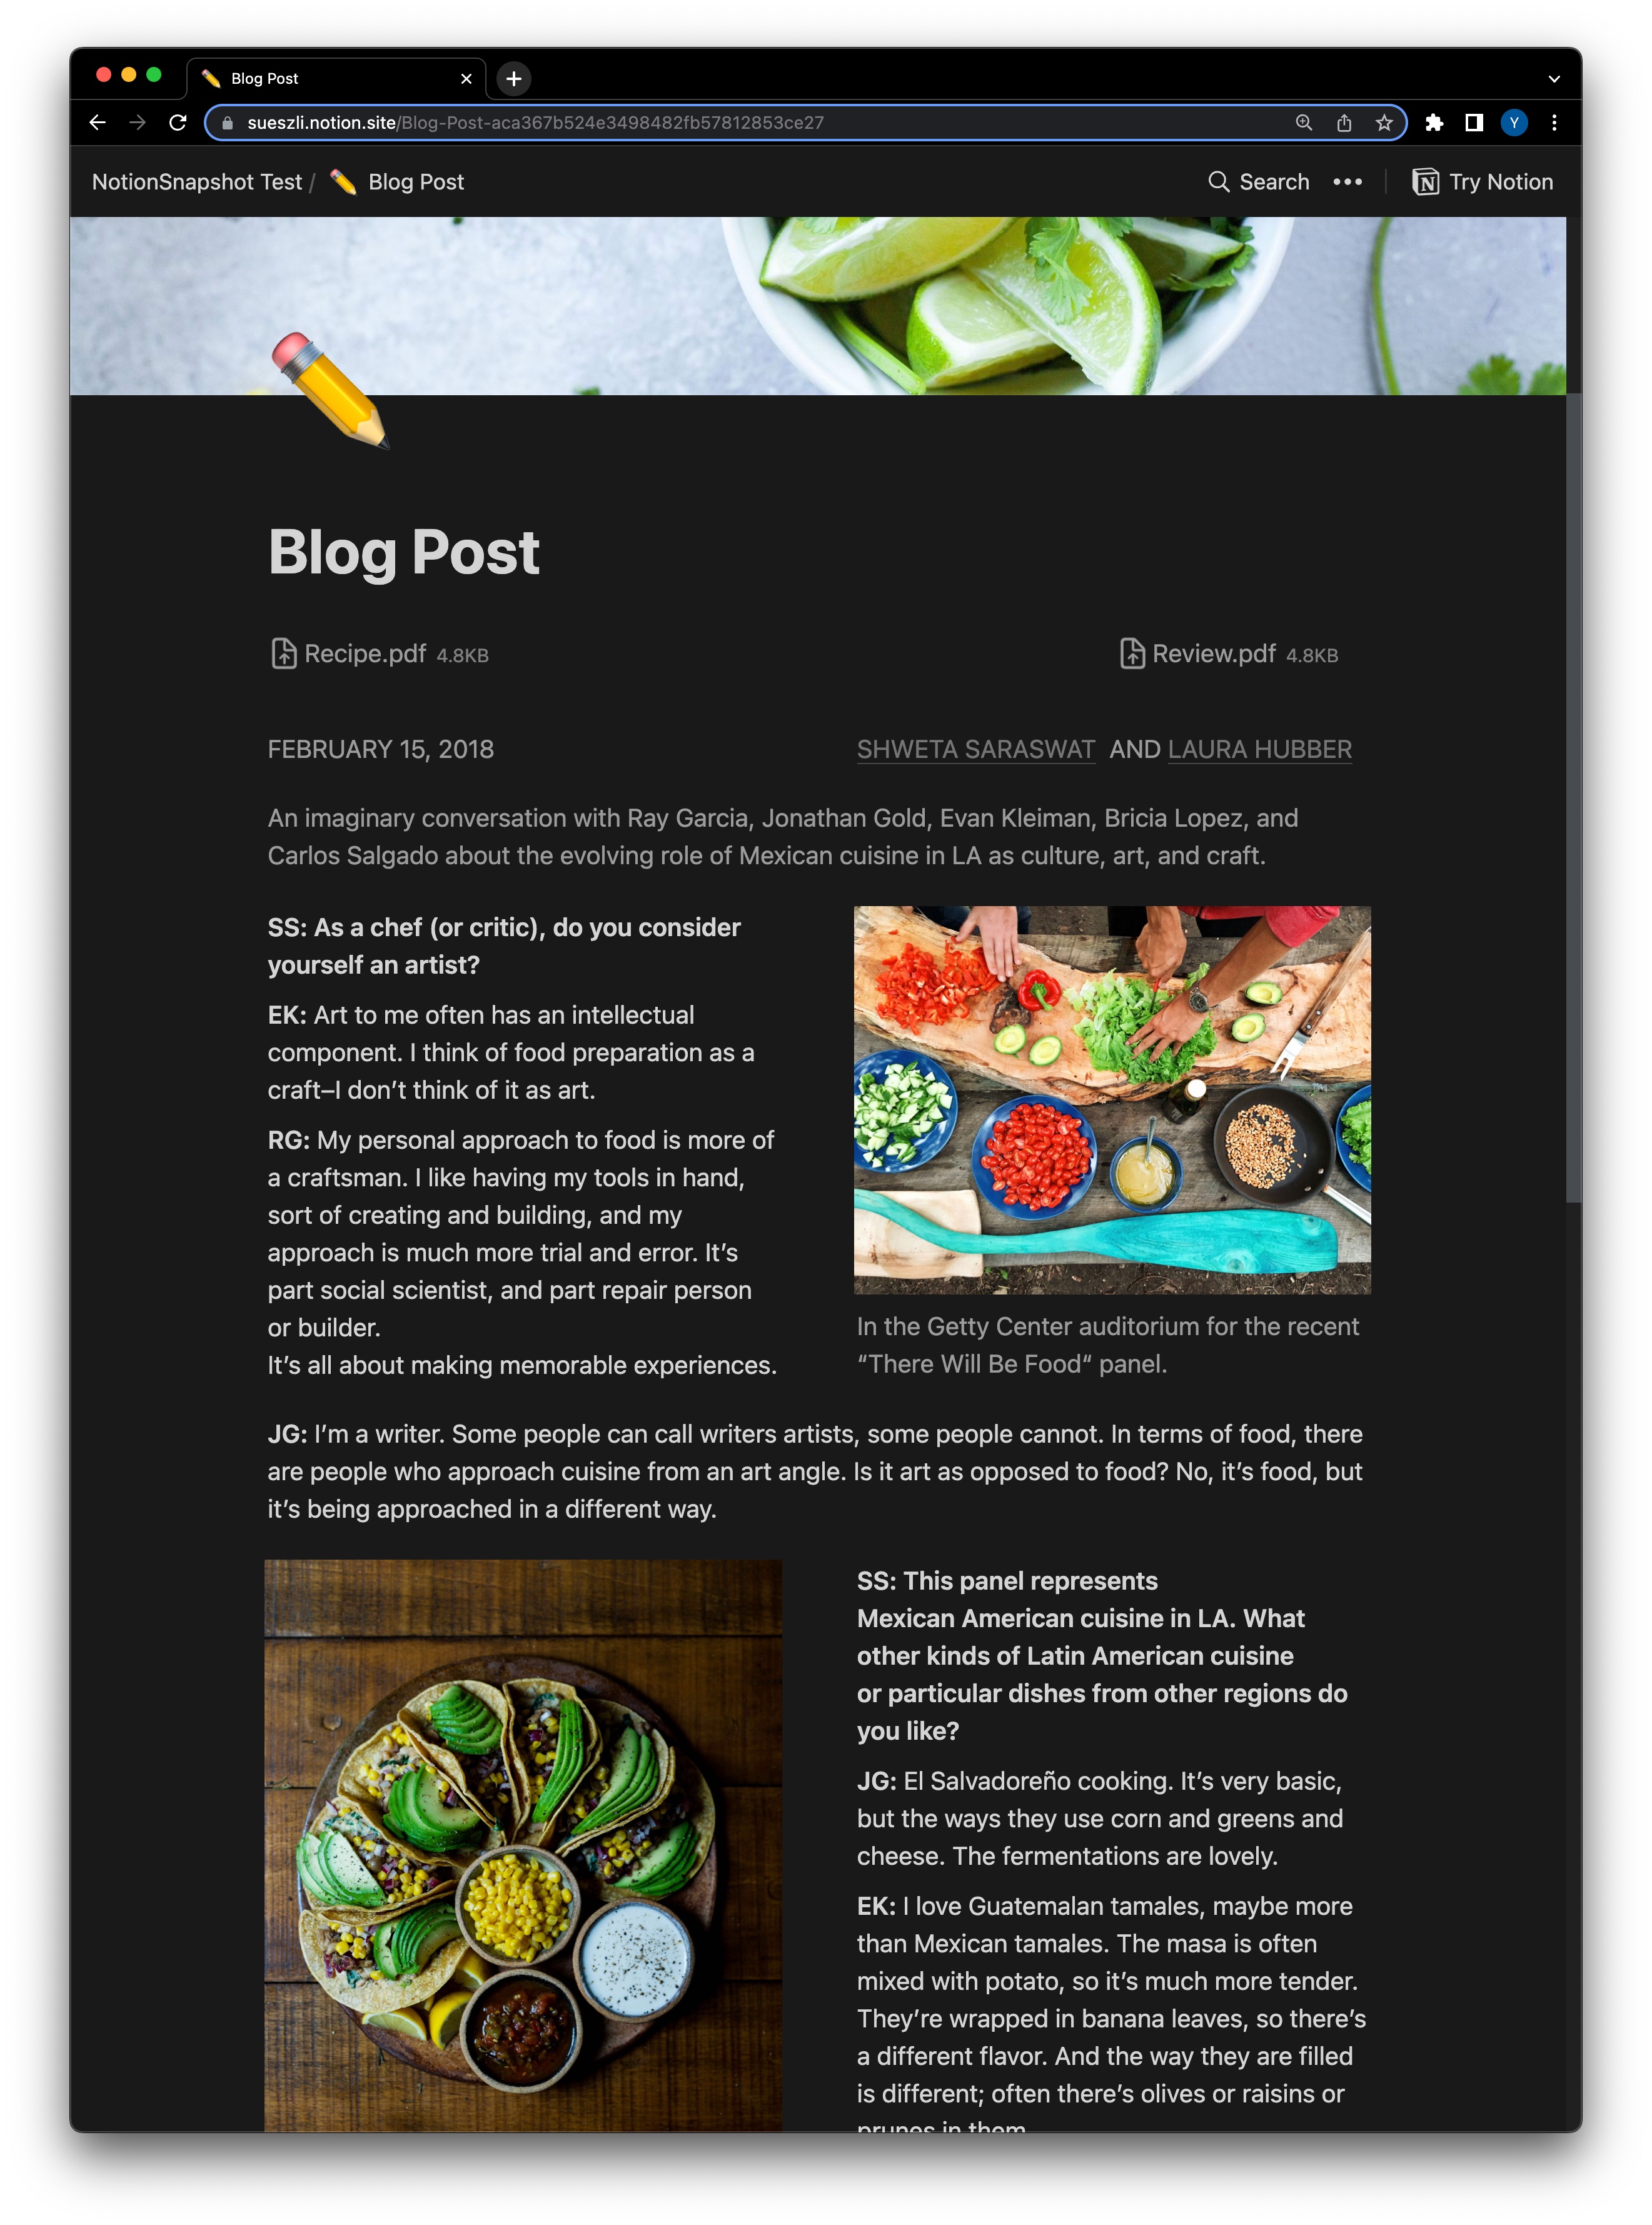 Blog Post
sueszli.notion.site/Blog-Post-aca367b524e3498482fb57812853ce27
Y
NotionSnapshot Test / Blog Post
Search
Try Notion
Blog Post
Recipe.pdf 4.8KB
Review.pdf 4.8KB
FEBRUARY 15, 2018
SHWETA SARASWAT AND LAURA HUBBER
An imaginary conversation with Ray Garcia, Jonathan Gold, Evan Kleiman, Bricia Lopez, and
Carlos Salgado about the evolving role of Mexican cuisine in LA as culture, art, and craft.
SS: As a chef (or critic), do you consider
yourself an artist?
EK: Art to me often has an intellectual
component. I think of food preparation as a
craft–I don’t think of it as art.
RG: My personal approach to food is more of
a craftsman. I like having my tools in hand,
sort of creating and building, and my
approach is much more trial and error. It’s
part social scientist, and part repair person
or builder.
It’s all about making memorable experiences.
In the Getty Center auditorium for the recent
“There Will Be Food“ panel.
JG: I’m a writer. Some people can call writers artists, some people cannot. In terms of food, there
are people who approach cuisine from an art angle. Is it art as opposed to food? No, it’s food, but
it’s being approached in a different way.
SS: This panel represents
Mexican American cuisine in LA. What
other kinds of Latin American cuisine
or particular dishes from other regions do
you like?
JG: El Salvadoreño cooking. It’s very basic,
but the ways they use corn and greens and
cheese. The fermentations are lovely.
EK: I love Guatemalan tamales, maybe more
than Mexican tamales. The masa is often
mixed with potato, so it’s much more tender.
They’re wrapped in banana leaves, so there’s
a different flavor. And the way they are filled
is different; often there’s olives or raisins or
prunes in them